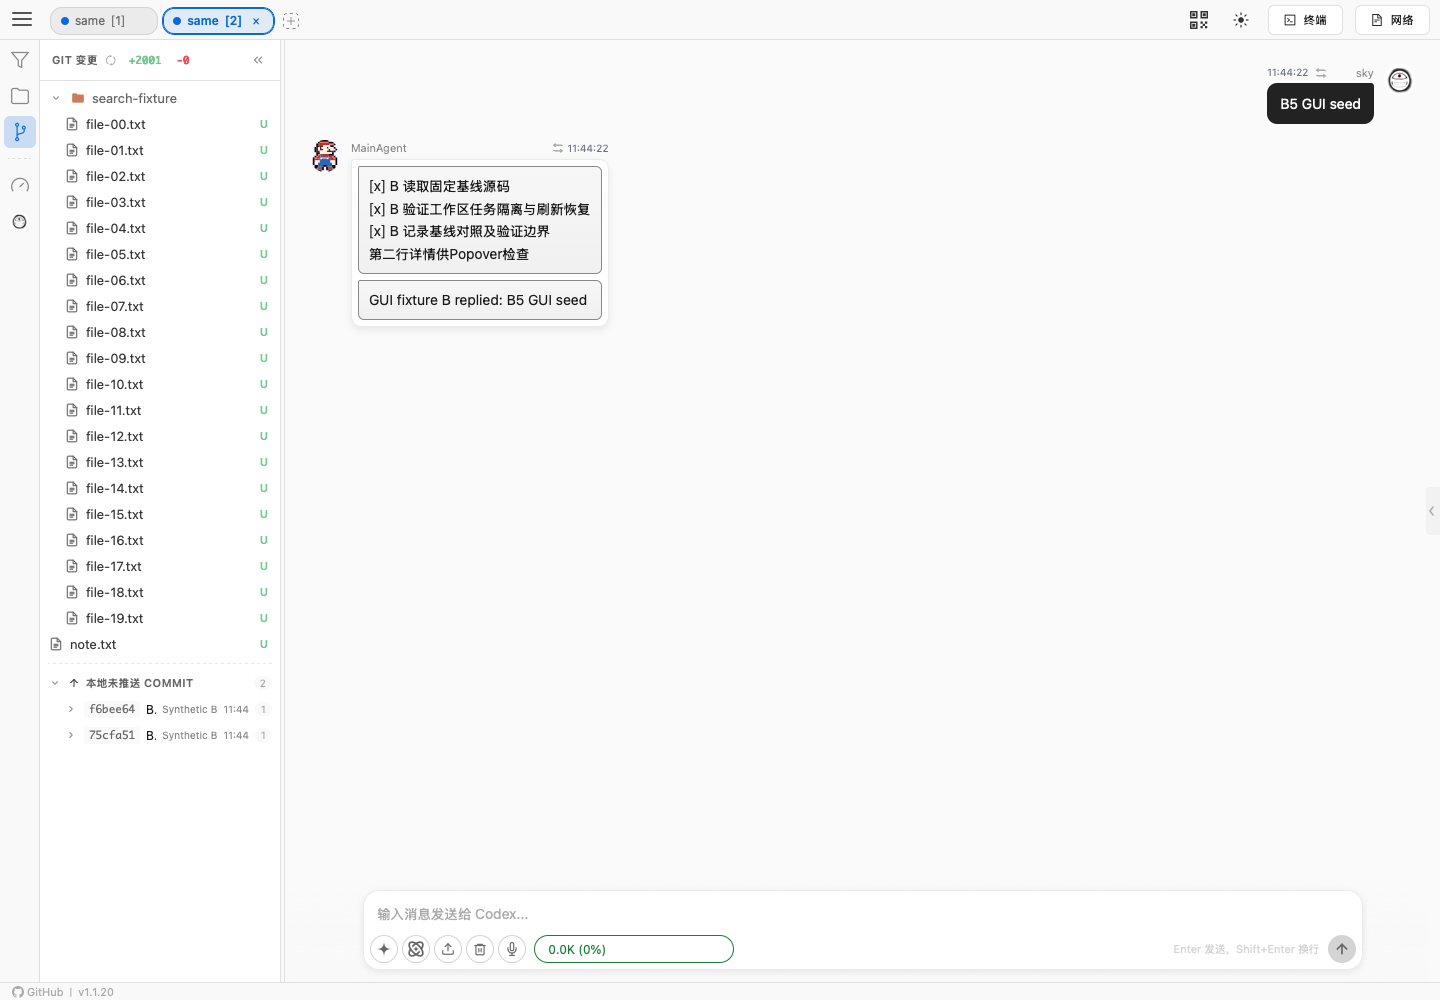 same [1]
same [2] ×
终端
网络
GIT 变更 +2001 -0
search-fixture
file-00.txt U
file-01.txt U
file-02.txt U
file-03.txt U
file-04.txt U
file-05.txt U
file-06.txt U
file-07.txt U
file-08.txt U
file-09.txt U
file-10.txt U
file-11.txt U
file-12.txt U
file-13.txt U
file-14.txt U
file-15.txt U
file-16.txt U
file-17.txt U
file-18.txt U
file-19.txt U
note.txt U
本地未推送 COMMIT 2
f6bee64 B. Synthetic B 11:44 1
75cfa51 B. Synthetic B 11:44 1
11:44:22 sky
B5 GUI seed
MainAgent 11:44:22
[x] B 读取固定基线源码
[x] B 验证工作区任务隔离与刷新恢复
[x] B 记录基线对照及验证边界
第二行详情供Popover检查
GUI fixture B replied: B5 GUI seed
输入消息发送给 Codex...
0.0K (0%)
Enter 发送，Shift+Enter 换行
GitHub | v1.1.20